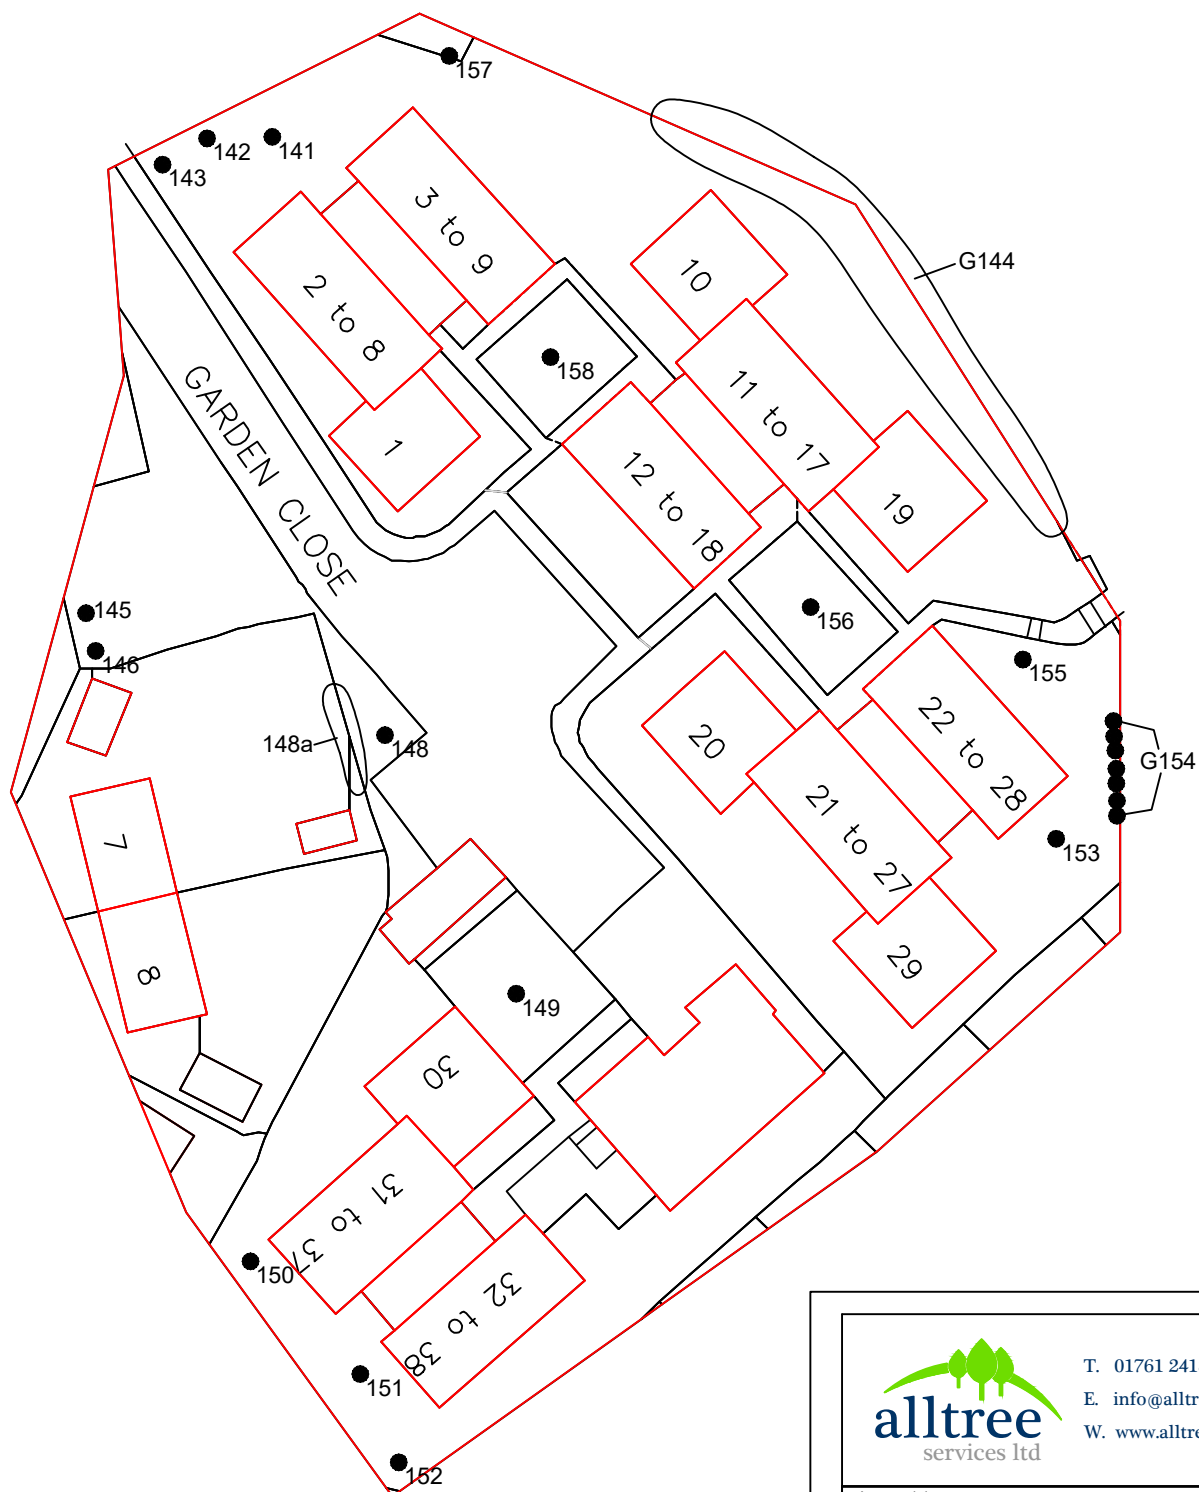 157
142
141
143
3 to 9
2 to 8
10
G144
158
11 to 17
GARDEN CLOSE
1
12 to 18
19
145
156
146
155
148a
148
20
22 to 28
G154
21 to 27
7
153
29
8
149
30
31 to 37
150
32 to 38
151
152
alltree
services ltd
T. 01761 241
E. info@alltr
W. www.alltre